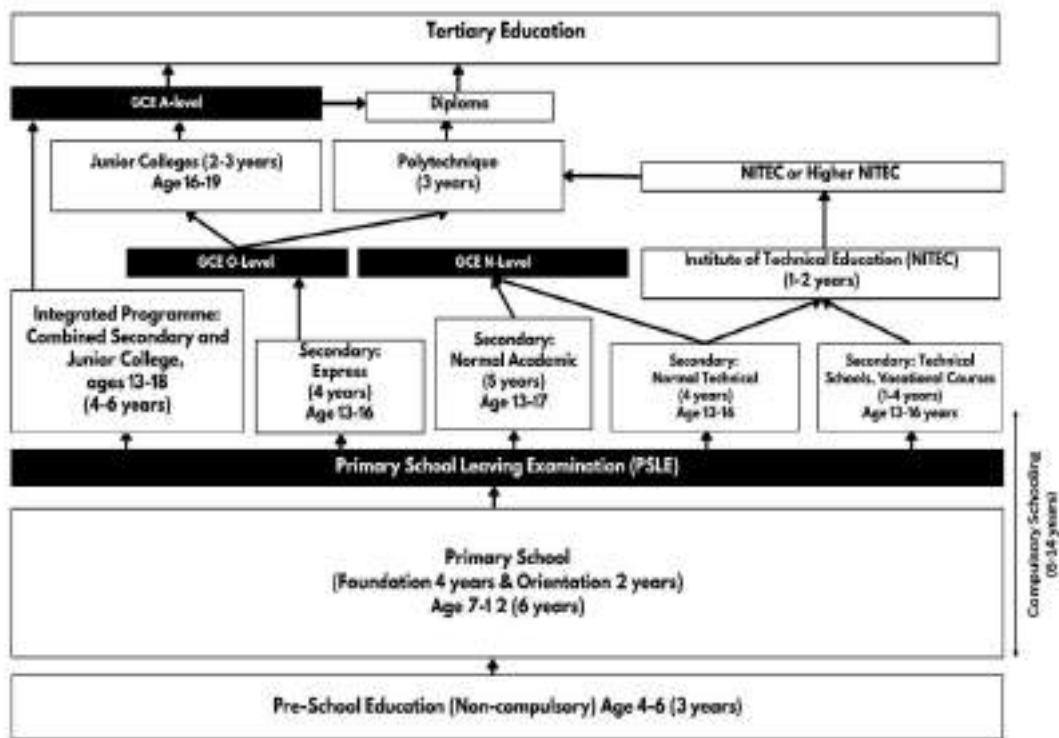 Tertiary Education
GCE A-level
Diploma
Junior Colleges (2-3 years)
Age 16-19
Polytechnique
(3 years)
NITEC or Higher NITEC
GCE O-Level
GCE N-Level
Institute of Technical Education (NITEC)
(1-2 years)
Integrated Programme:
Combined Secondary and
Junior College,
ages 13-18
(4-6 years)
Secondary:
Express
(4 years)
Age 13-16
Secondary:
Normal Academic
(5 years)
Age 13-17
Secondary:
Normal Technical
(4 years)
Age 13-16
Secondary: Technical
Schools, Vocational Courses
(1-4 years)
Age 13-16 years
Primary School Leaving Examination (PSLE)
Primary School
(Foundation 4 years & Orientation 2 years)
Age 7-1 2 (6 years)
Compulsory Schooling
(6-14 years)
Pre-School Education (Non-compulsory) Age 4-6 (3 years)